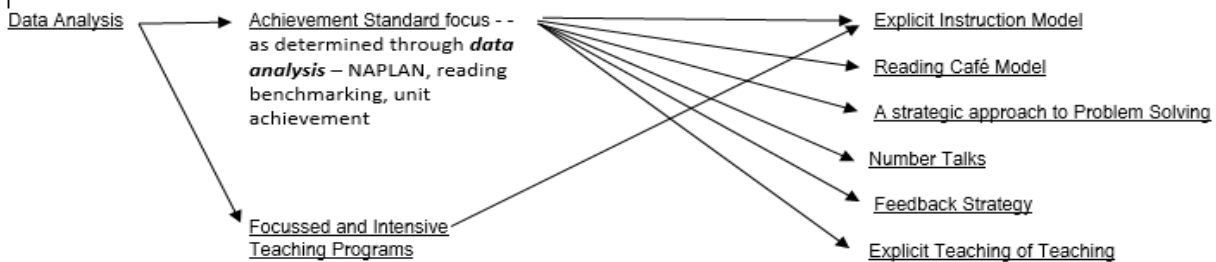 Data Analysis
Achievement Standard focus - -
as determined through data
analysis – NAPLAN, reading
benchmarking, unit
achievement
Focussed and Intensive
Teaching Programs
Explicit Instruction Model
Reading Café Model
A strategic approach to Problem Solving
Number Talks
Feedback Strategy
Explicit Teaching of Teaching